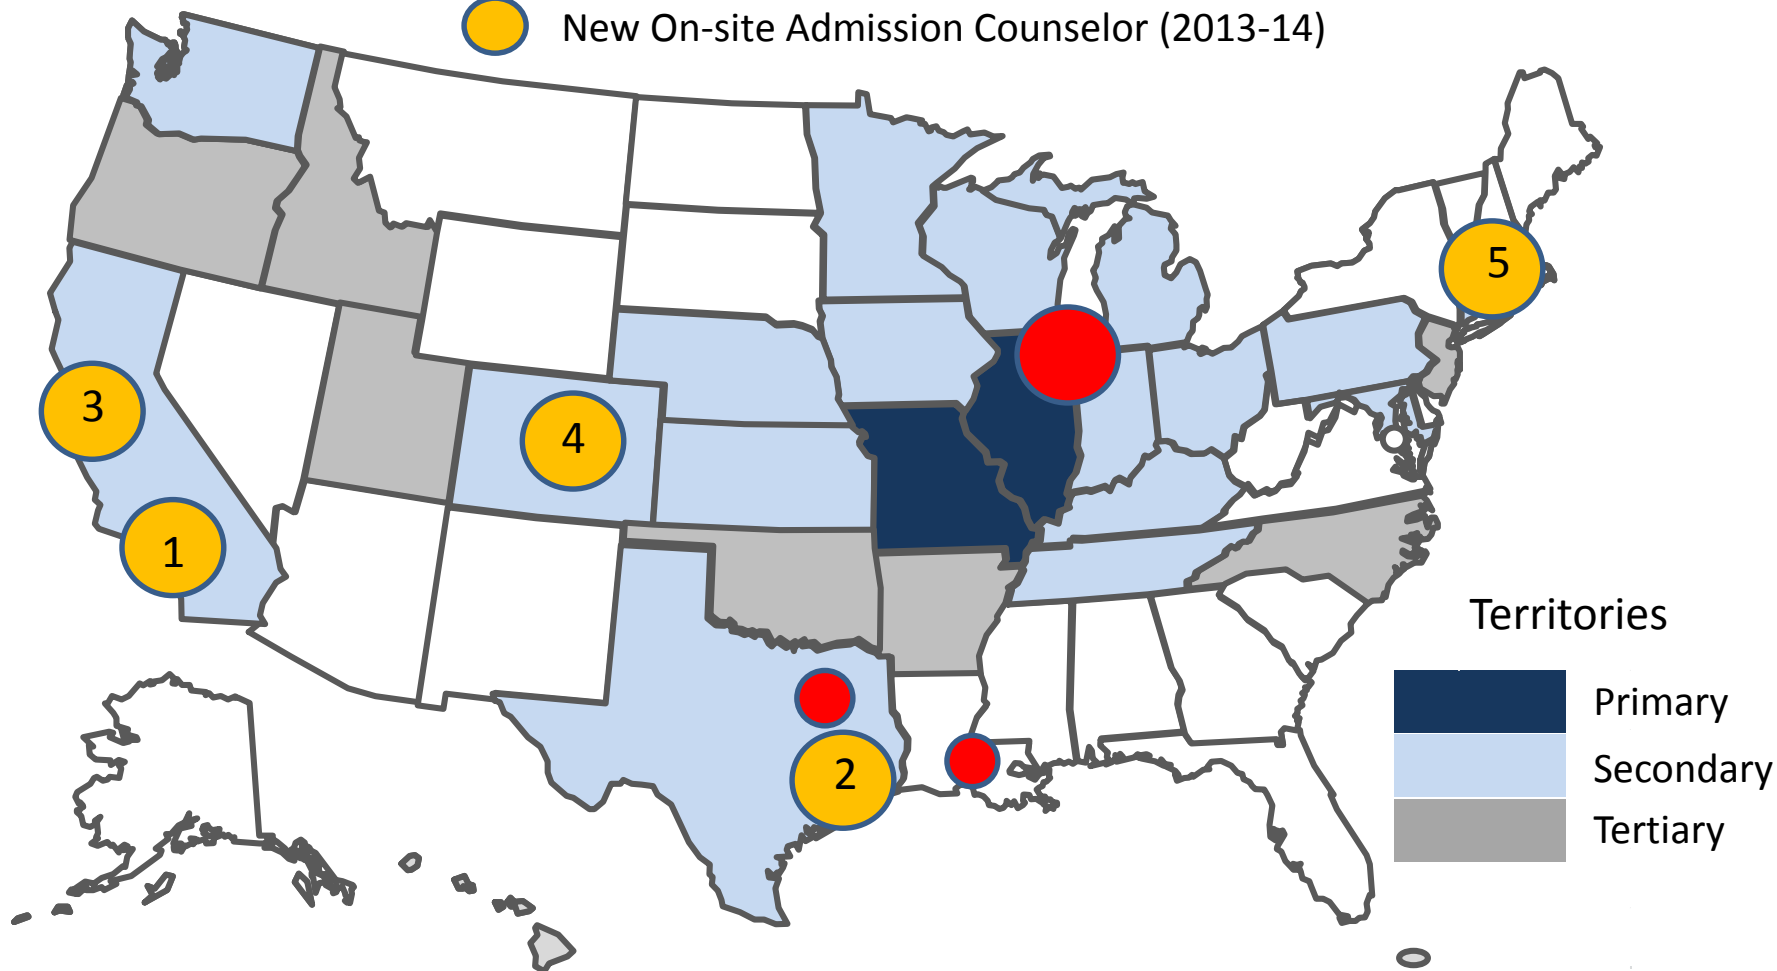 New On-site Admission Counselor (2013-14)
5
3
4
1
2
Territories
Primary
Secondary
Tertiary